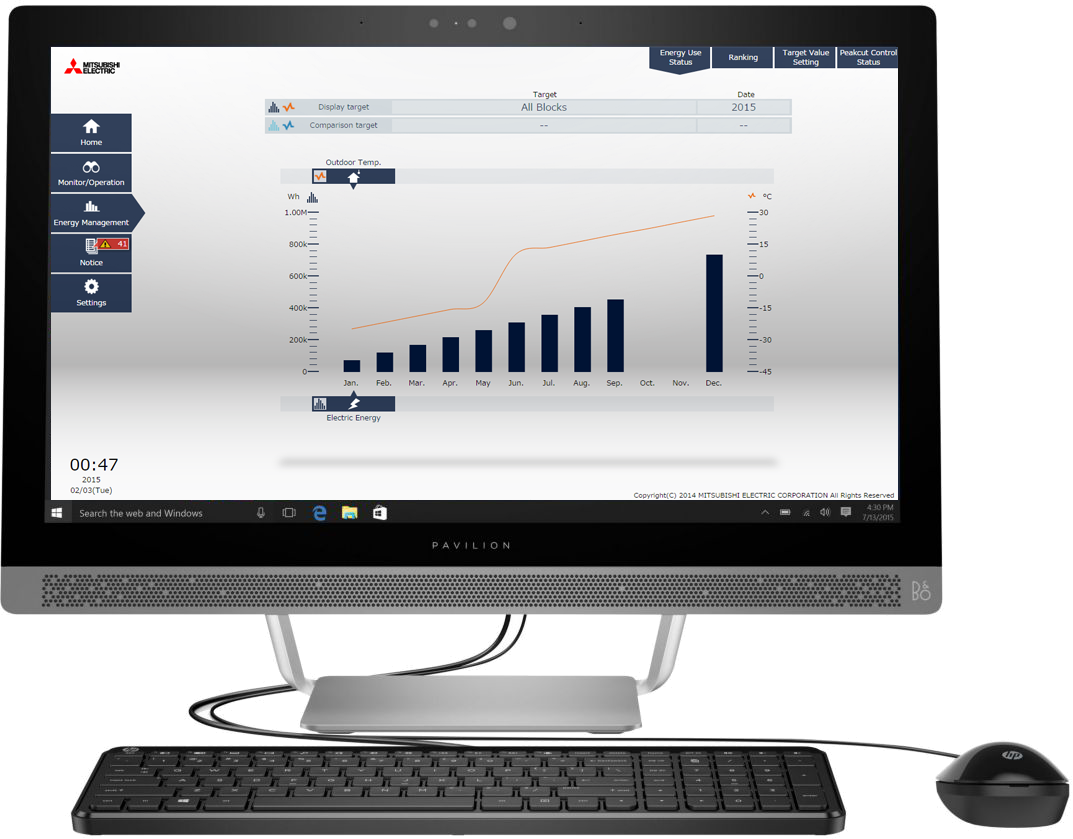 MITSUBISHI
ELECTRIC
Energy Use
Status
Ranking
Target Value
Setting
Peakcut Control
Status
Target
Date
Display target
All Blocks
2015
Comparison target
--
--
Home
Monitor/Operation
Energy Management
41
Notice
Settings
Outdoor Temp.
Wh
°C
1.00M
800k
600k
400k
200k
0
30
15
0
-15
-30
-45
Jan. Feb. Mar. Apr. May Jun. Jul. Aug. Sep. Oct. Nov. Dec.
Electric Energy
00:47
2015
02/03(Tue)
Copyright(C) 2014 MITSUBISHI ELECTRIC CORPORATION All Rights Reserved
Search the web and Windows
4:30 PM
7/13/2015
PAVILION
B&O
hp